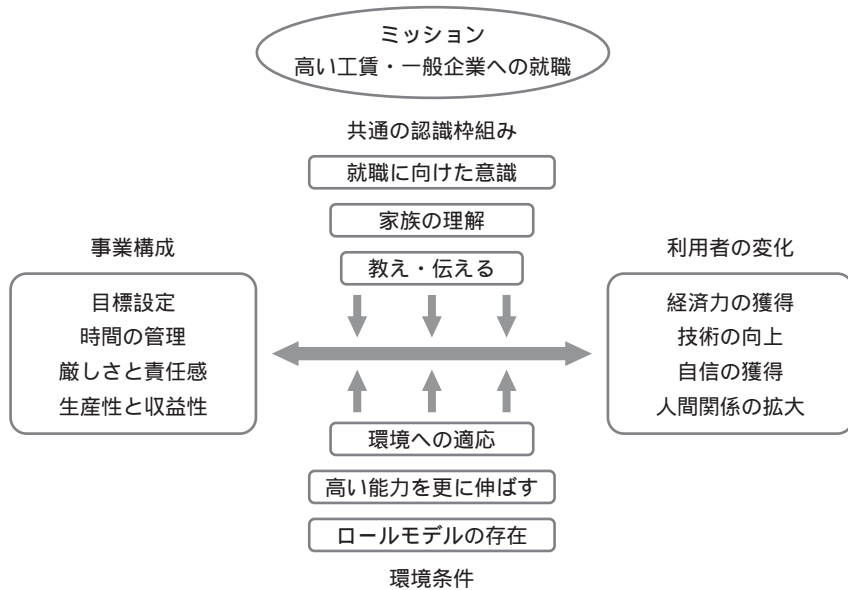 ミッション
高い工賃・一般企業への就職
共通の認識枠組み
就職に向けた意識
家族の理解
教え・伝える
事業構成
目標設定
時間の管理
厳しさと責任感
生産性と収益性
利用者の変化
経済力の獲得
技術の向上
自信の獲得
人間関係の拡大
環境への適応
高い能力を更に伸ばす
ロールモデルの存在
環境条件